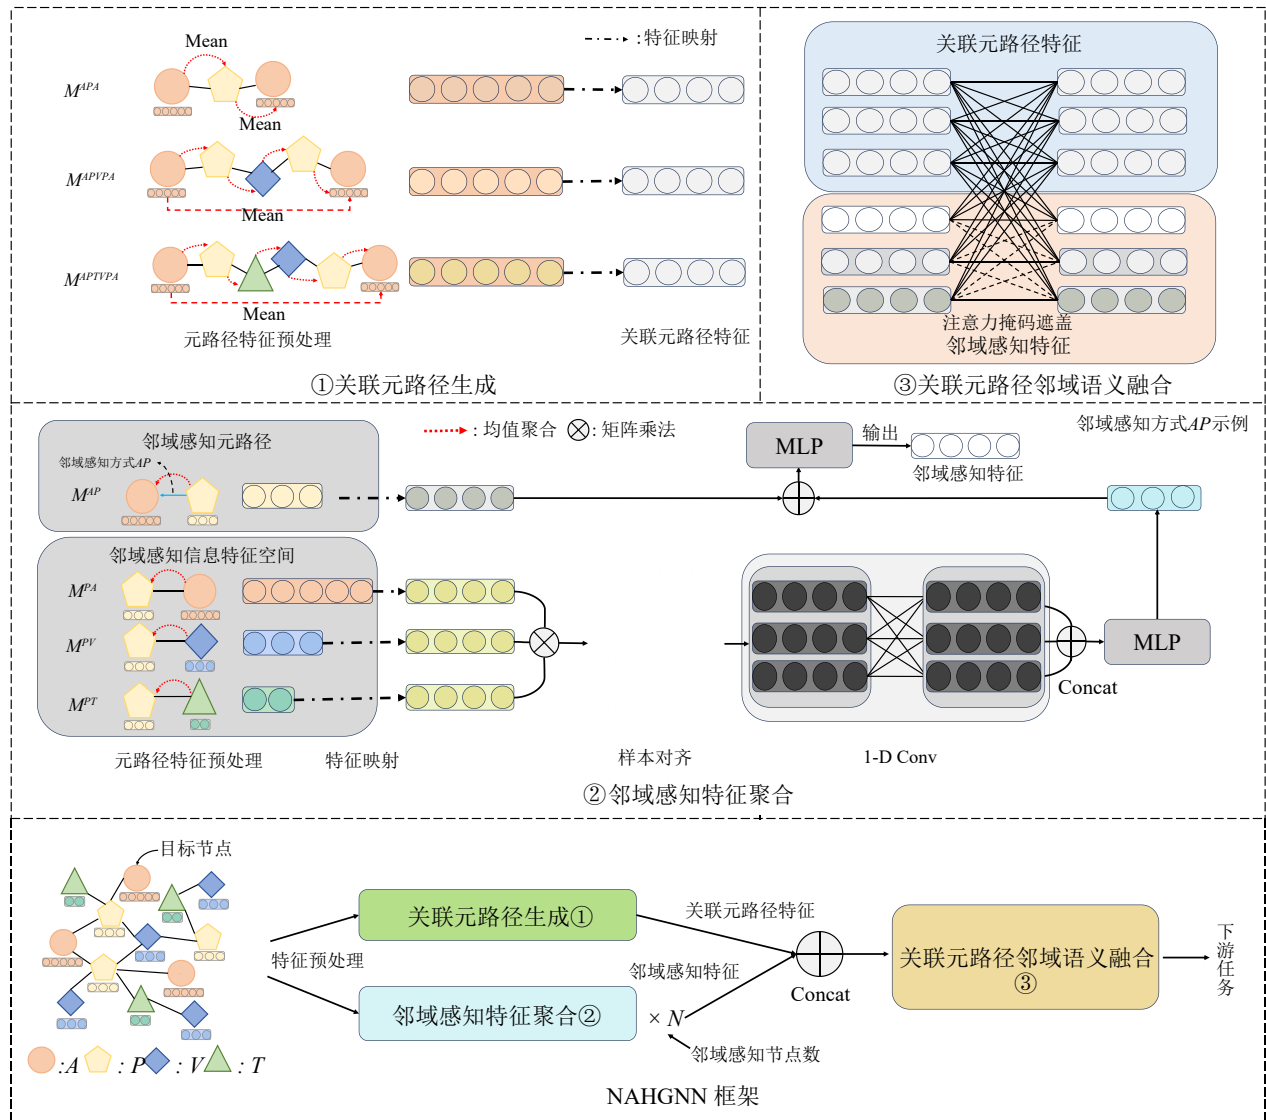 Mean
:特征映射
M^APA
Mean
M^APVPA
Mean
M^APTVPA
Mean
元路径特征预处理
关联元路径特征
①关联元路径生成
关联元路径特征
注意力掩码遮盖
邻域感知特征
③关联元路径邻域语义融合
邻域感知元路径
: 均值聚合
: 矩阵乘法
邻域感知方式AP示例
邻域感知方式AP
M^AP
MLP
输出
邻域感知特征
邻域感知信息特征空间
M^PA
M^PV
M^PT
Concat
MLP
元路径特征预处理
特征映射
样本对齐
1-D Conv
②邻域感知特征聚合
目标节点
特征预处理
关联元路径生成①
关联元路径特征
邻域感知特征聚合②
邻域感知特征
× N
邻域感知节点数
Concat
关联元路径邻域语义融合
③
下游任务
:A
: P
: V
: T
NAHGNN 框架